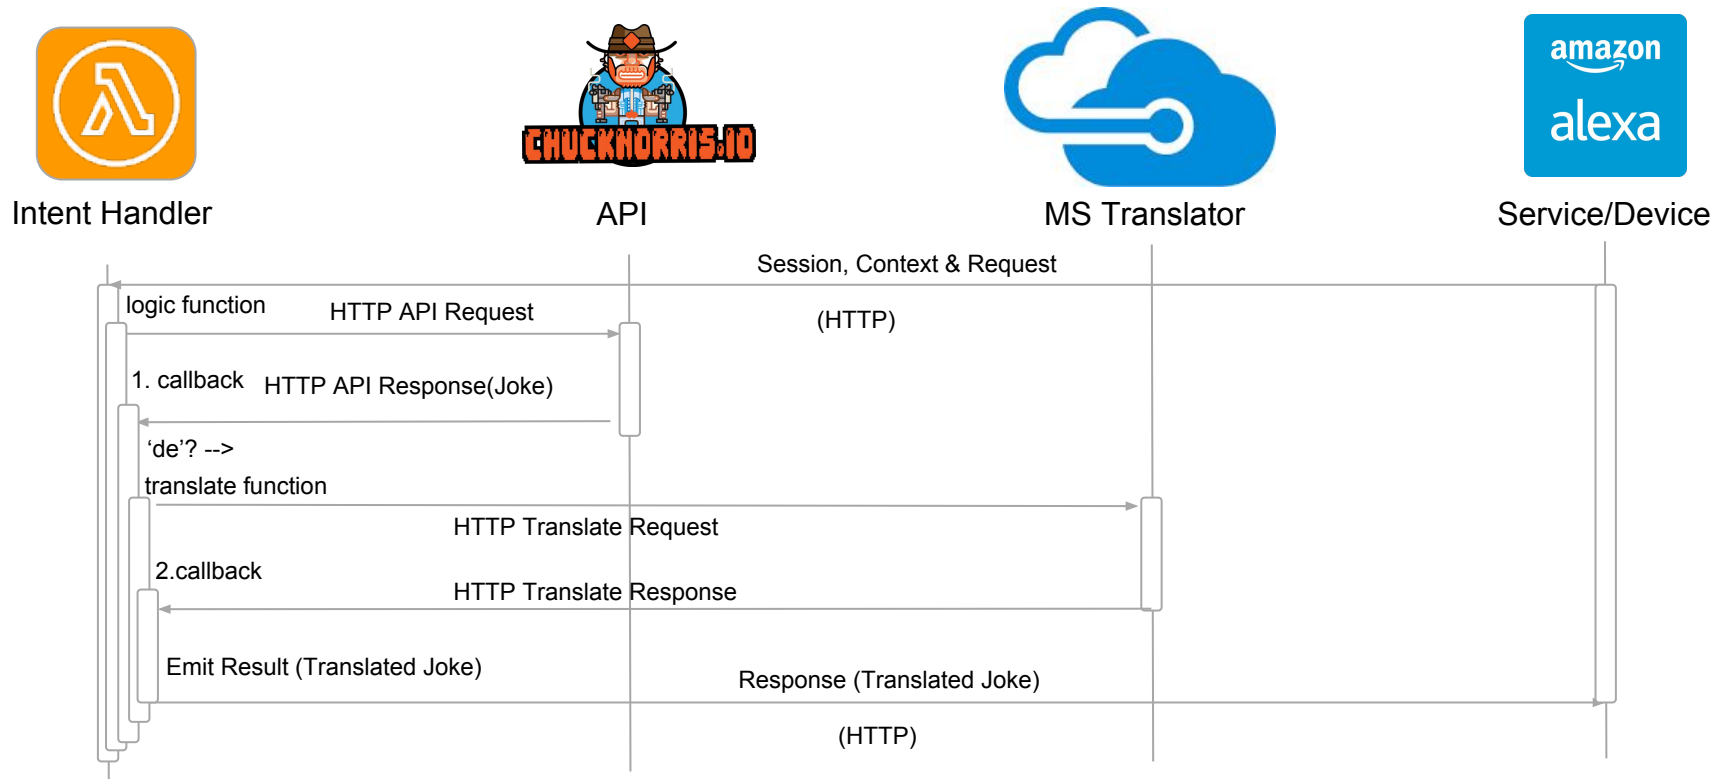 amazon
alexa
CHUCKNORRIS.IO
Intent Handler
API
MS Translator
Service/Device
Session, Context & Request
logic function
HTTP API Request
(HTTP)
1. callback
HTTP API Response(Joke)
‘de’? -->
translate function
HTTP Translate Request
2.callback
HTTP Translate Response
Emit Result (Translated Joke)
Response (Translated Joke)
(HTTP)